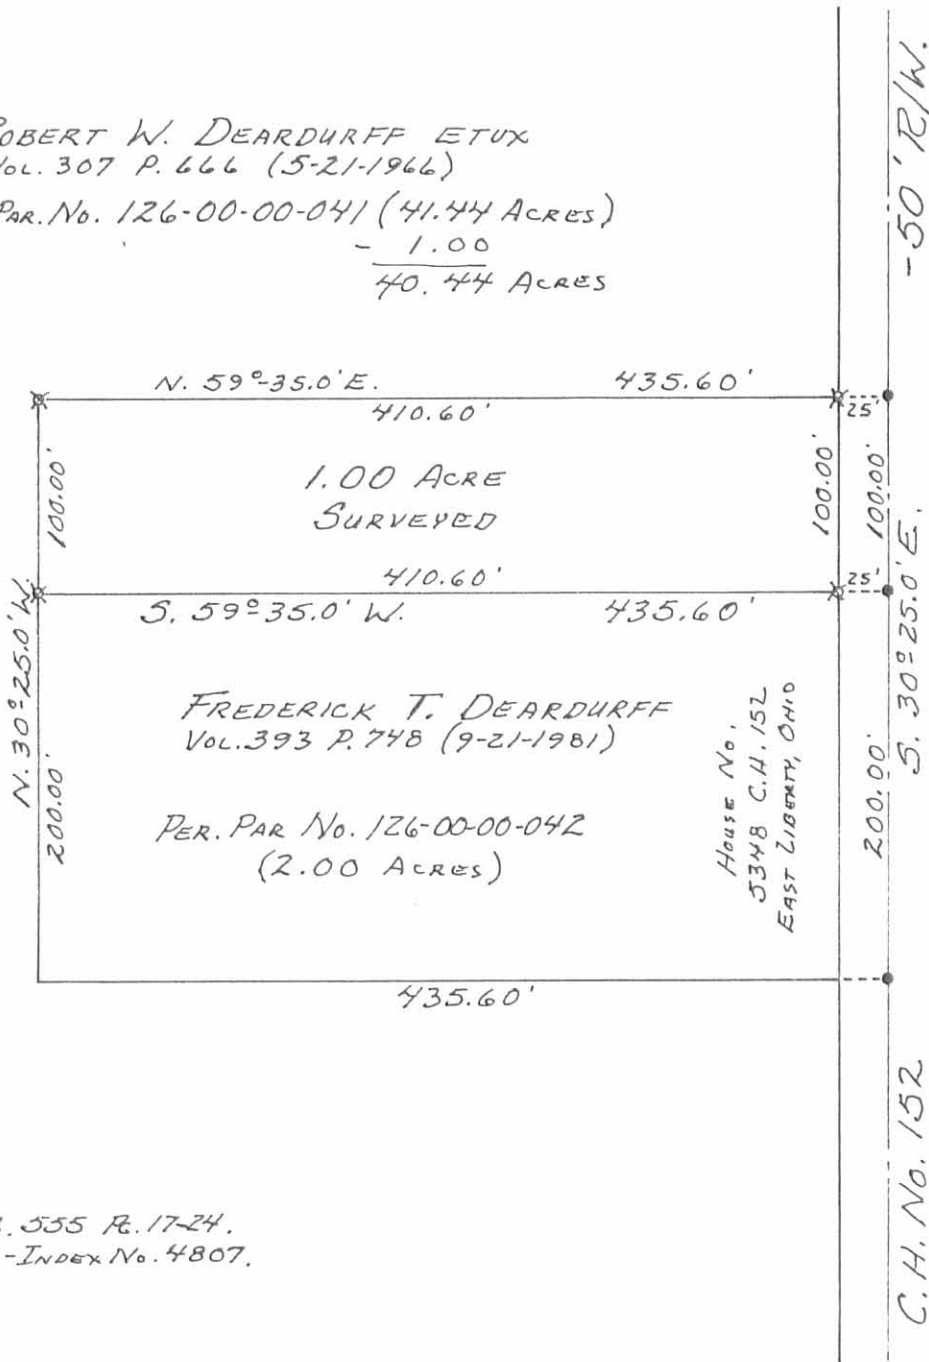 ROBERT W. DEARDURFF ETUX
VOL. 307 P. 666 (5-21-1966)
PAR. No. 126-00-00-041 (41.44 ACRES)
- 1.00
40.44 ACRES
-50' R/W.
N. 59°-35.0' E.
435.60'
410.60'
25'
100.00'
1.00 ACRE
SURVEYED
100.00'
100.00'
410.60'
25'
S. 59°35.0' W.
435.60'
N. 30°-25.0' W.
S. 30°25.0' E.
FREDERICK T. DEARDURFF
VOL. 393 P. 748 (9-21-1981)
PER. PAR No. 126-00-00-042
(2.00 ACRES)
200.00'
House No.
5348 C.H. 152
EAST LIBERTY, OHIO
200.00'
435.60'
C.H. No. 152
. 555 PG. 17-24.
-INDEX No. 4807.